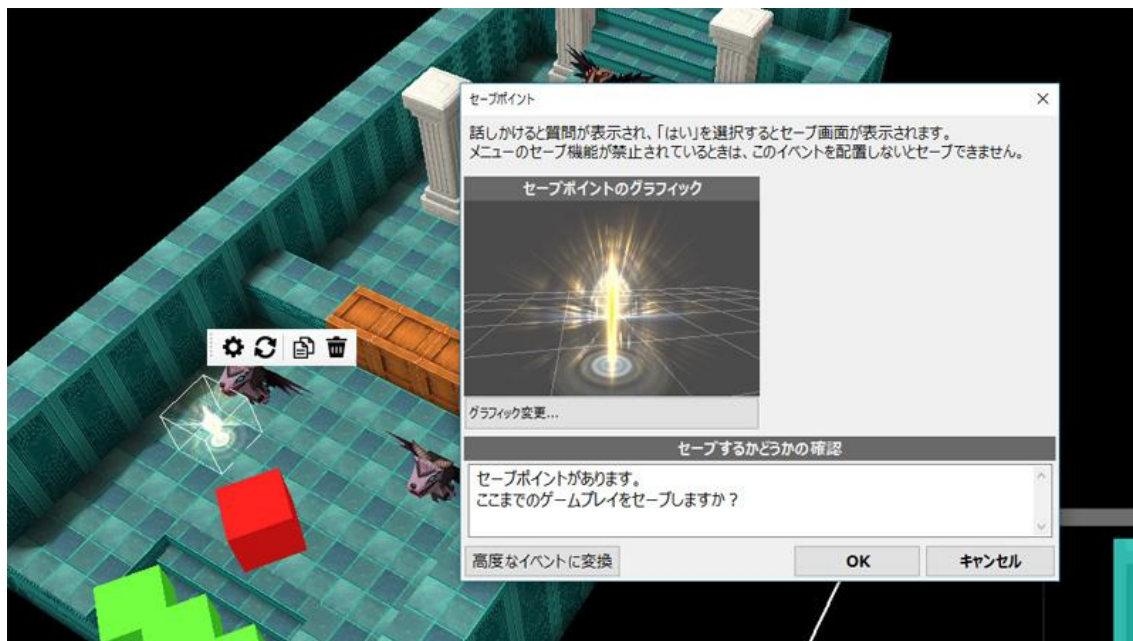 セーブポイント
話しかけると質問が表示され、「はい」を選択するとセーブ画面が表示されます。
メニューのセーブ機能が禁止されているときは、このイベントを配置しないとセーブできません。
セーブポイントのグラフィック
グラフィック変更...
セーブするかどうかの確認
セーブポイントがあります。
ここまでのゲームプレイをセーブしますか？
高度なイベントに変換
OK
キャンセル